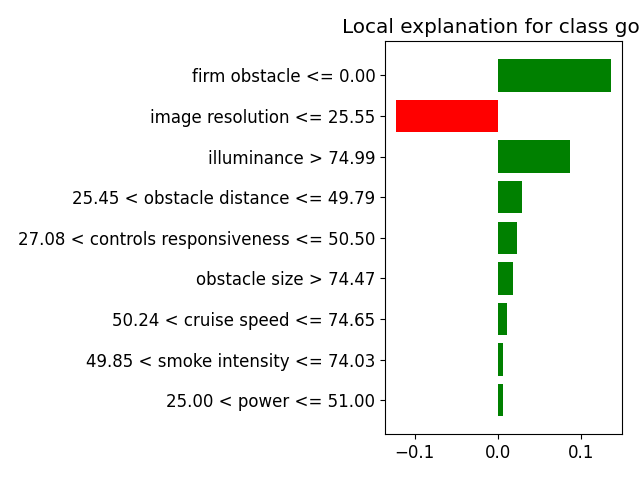 Local explanation for class go
firm obstacle <= 0.00
image resolution <= 25.55
illuminance > 74.99
25.45 < obstacle distance <= 49.79
27.08 < controls responsiveness <= 50.50
obstacle size > 74.47
50.24 < cruise speed <= 74.65
49.85 < smoke intensity <= 74.03
25.00 < power <= 51.00
−0.1 0.0 0.1